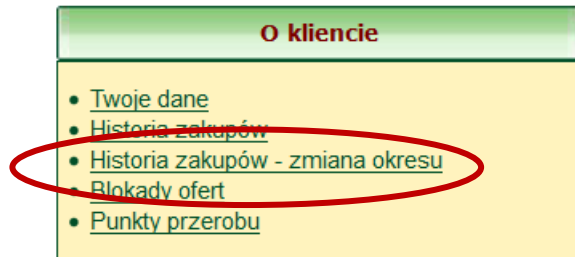 O kliencie
Twoje dane
Historia zakupów
Historia zakupów - zmiana okresu
Blokady ofert
Punkty przerobu